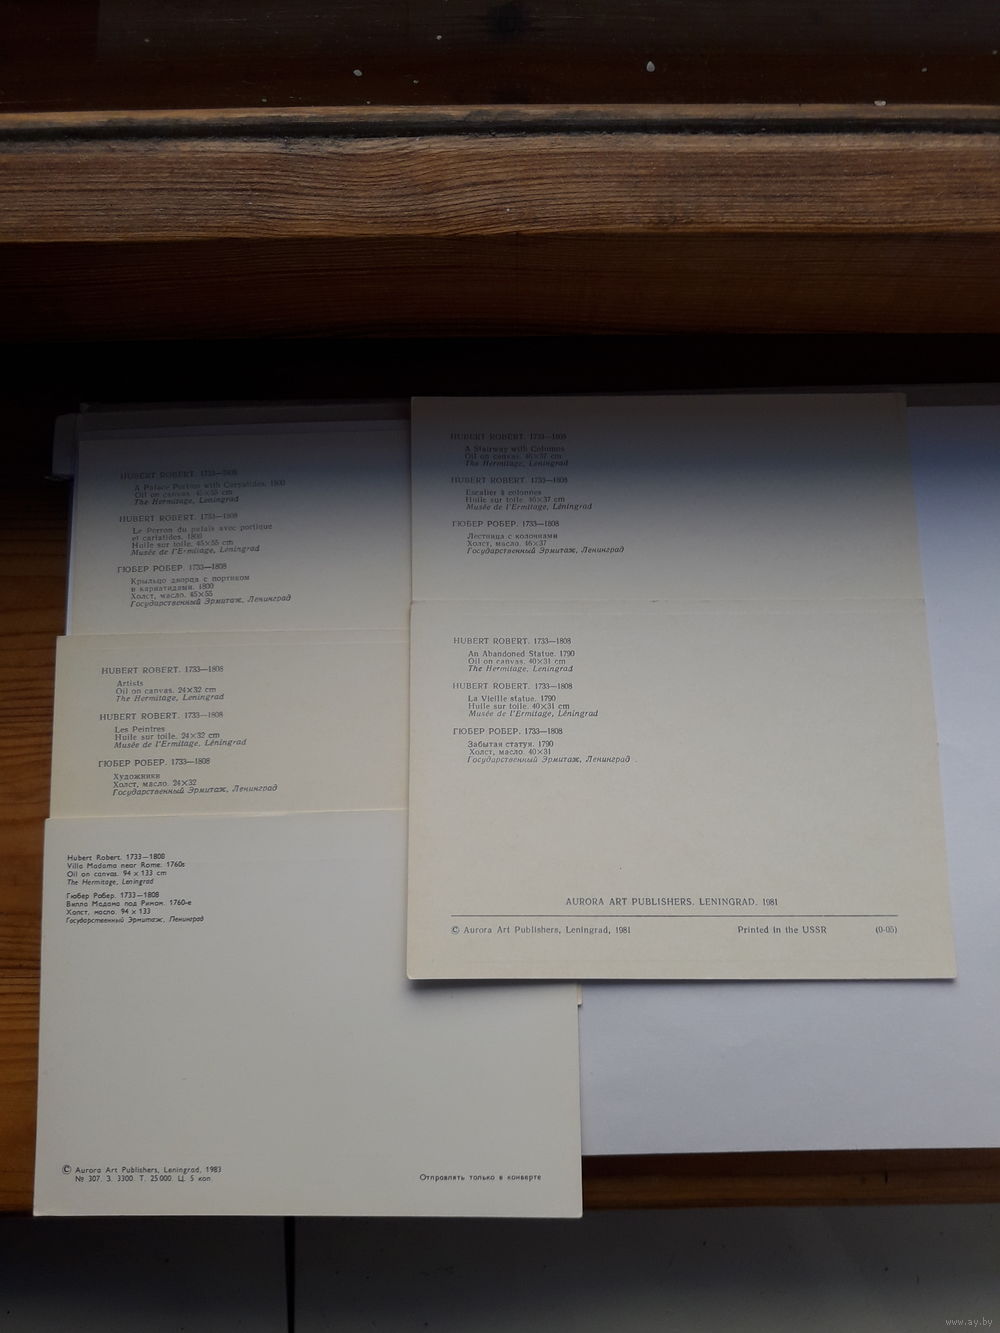 HUBERT ROBERT. 1733—1808
A Palace Portico with Caryatides. 1800
Oil on canvas. 45×55 cm
The Hermitage, Leningrad
HUBERT ROBERT. 1733—1808
Le Perron du palais avec portique
et cariatides. 1800
Huile sur toile. 45×55 cm
Musée de l'Ermitage, Léningrad
ГЮБЕР РОБЕР. 1733—1808
Крыльцо дворца с портиком
и кариатидами. 1800
Холст, масло. 45×55
Государственный Эрмитаж, Ленинград
HUBERT ROBERT. 1733—1808
Artists
Oil on canvas. 24×32 cm
The Hermitage, Leningrad
HUBERT ROBERT. 1733—1808
Les Peintres
Huile sur toile. 24×32 cm
Musée de l'Ermitage, Léningrad
ГЮБЕР РОБЕР. 1733—1808
Художники
Холст, масло. 24×32
Государственный Эрмитаж, Ленинград
Hubert Robert. 1733—1808
Villa Madama near Rome. 1760s
Oil on canvas. 94 x 133 cm
The Hermitage, Leningrad
Гюбер Робер. 1733—1808
Вилла Мадама под Римом. 1760-е
Холст, масло. 94 x 133
Государственный Эрмитаж, Ленинград
© Aurora Art Publishers, Leningrad, 1983
№ 307. З. 3300. Т. 25000. Ц. 5 коп.
Отправлять только в конверте
HUBERT ROBERT. 1733—1808
A Stairway with Columns
Oil on canvas. 46×37 cm
The Hermitage, Leningrad
HUBERT ROBERT. 1733—1808
Escalier à colonnes
Huile sur toile. 46×37 cm
Musée de l'Ermitage, Léningrad
ГЮБЕР РОБЕР. 1733—1808
Лестница с колоннами
Холст, масло. 46×37
Государственный Эрмитаж, Ленинград
HUBERT ROBERT. 1733—1808
An Abandoned Statue. 1790
Oil on canvas. 40×31 cm
The Hermitage, Leningrad
HUBERT ROBERT. 1733—1808
La Vieille statue. 1790
Huile sur toile. 40×31 cm
Musée de l'Ermitage, Léningrad
ГЮБЕР РОБЕР. 1733—1808
Забытая статуя. 1790
Холст, масло. 40×31
Государственный Эрмитаж, Ленинград
AURORA ART PUBLISHERS. LENINGRAD. 1981
© Aurora Art Publishers, Leningrad, 1981 Printed in the USSR (0-05)
www.ay.by